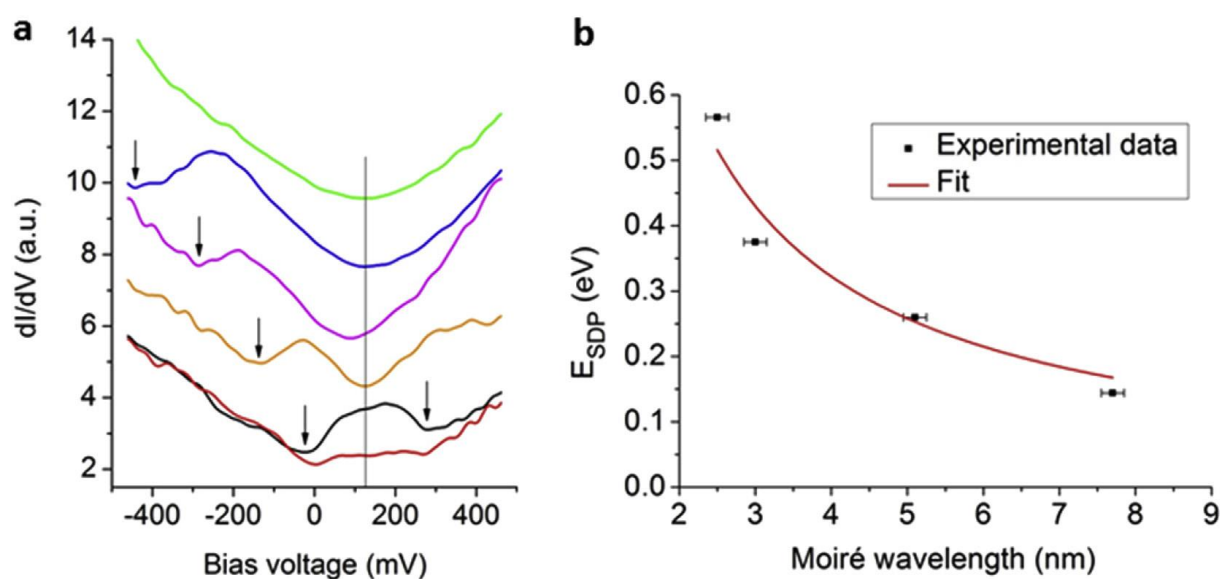 a
14
12
10
8
6
4
2
dI/dV (a.u.)
-400 -200 0 200 400
Bias voltage (mV)
b
0.6
0.5
0.4
0.3
0.2
0.1
0.0
E_SDP (eV)
Experimental data
Fit
2 3 4 5 6 7 8 9
Moiré wavelength (nm)